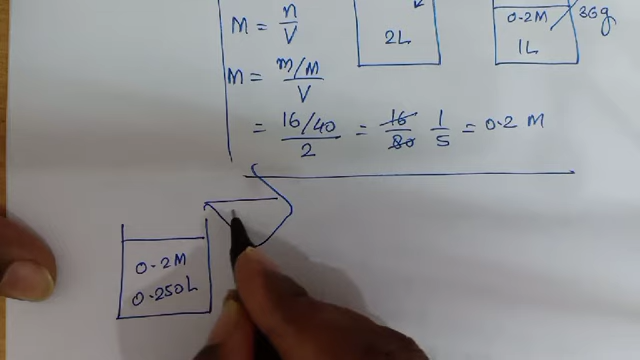 M = n/V
2L
0.2M
1L
36g
M = m/M / V
= 16/40 / 2 = 16/80 1/5 = 0.2 M
0.2M
0.250L